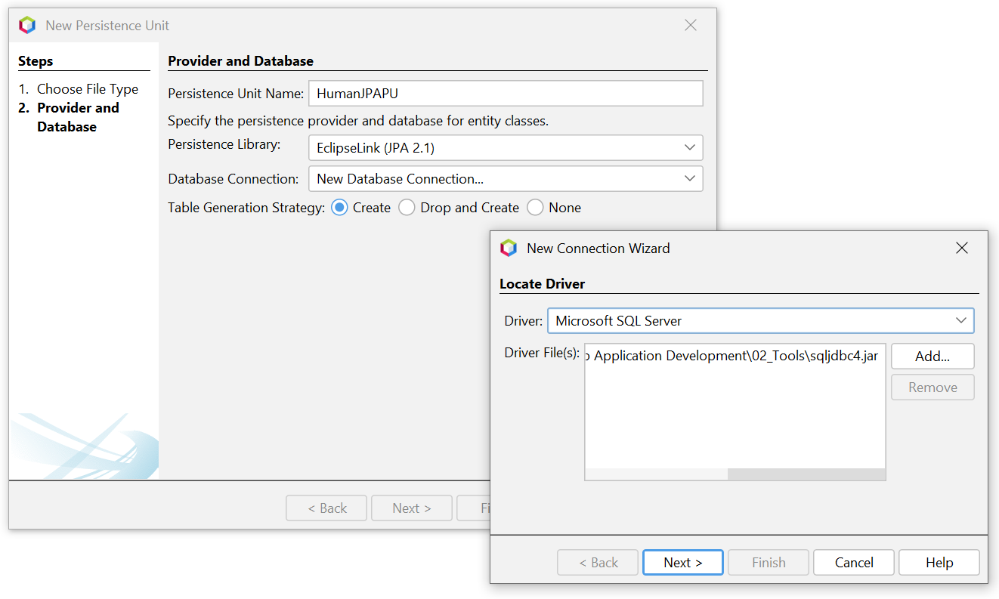 New Persistence Unit
Steps
1. Choose File Type
2. Provider and
Database
Provider and Database
Persistence Unit Name: HumanJPAPU
Specify the persistence provider and database for entity classes.
Persistence Library: EclipseLink (JPA 2.1)
Database Connection: New Database Connection...
Table Generation Strategy: Create Drop and Create None
< Back Next >
New Connection Wizard
Locate Driver
Driver: Microsoft SQL Server
Driver File(s): Application Development\02_Tools\sqljdbc4.jar
Add...
Remove
< Back Next > Finish Cancel Help